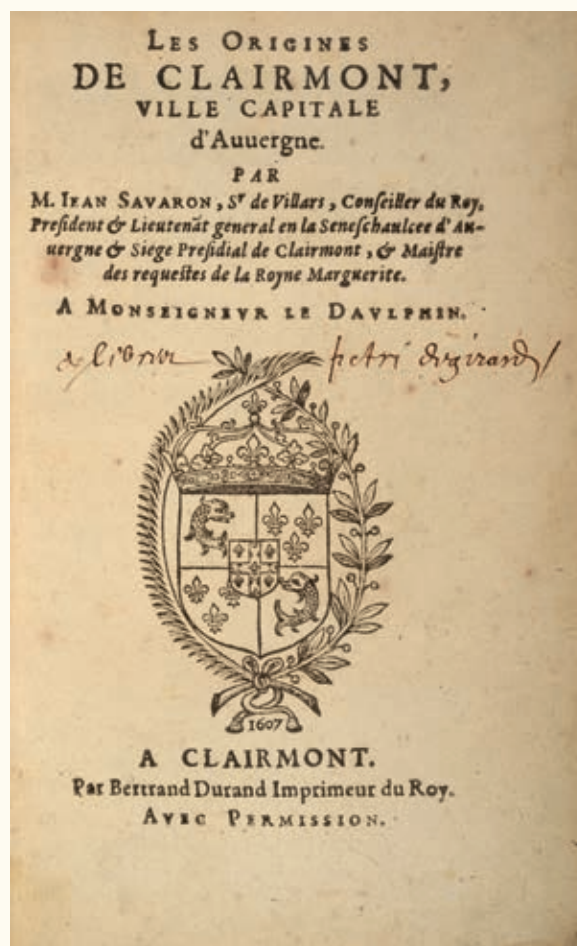 LES ORIGINES
DE CLAIRMONT,
VILLE CAPITALE
d'Auuergne.
PAR
M. IEAN SAVARON, Sr de Villars, Conſeiller du Roy,
Preſident & Lieutenāt general en la Seneſchaulcee d'Au-
uergne & Siege Preſidial de Clairmont, & Maiſtre
des requeſtes de la Royne Marguerite.
A MONSEIGNEVR LE DAVLPHIN.
petri
1607
A CLAIRMONT.
Par Bertrand Durand Imprimeur du Roy.
AVEC PERMISSION.